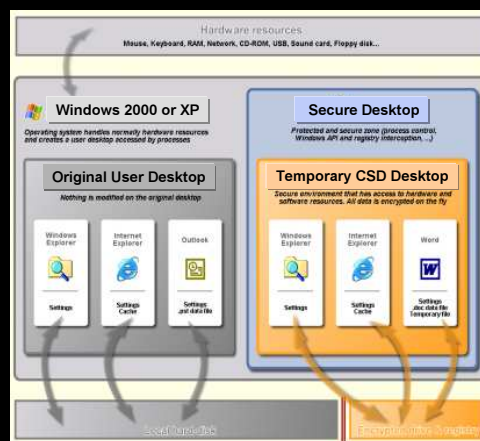 Hardware resources
Mouse, Keyboard, RAM, Network, CD-ROM, USB, Sound card, Floppy disk...
Windows 2000 or XP
Operating system handles normally hardware resources
and creates a user desktop accessed by processes
Original User Desktop
Nothing is modified on the original desktop
Windows
Explorer
Settings
Internet
Explorer
Settings
Cache
Outlook
Settings
.pst data file
Secure Desktop
Protected and secure zone (process control,
Windows API and registry interception, ...)
Temporary CSD Desktop
Secure environment that has access to hardware and
software resources. All data is encrypted on the fly
Windows
Explorer
Settings
Internet
Explorer
Settings
Cache
Word
W
Settings
.doc data file
Temporary file
Local hard-disk
Encrypted drive & registry